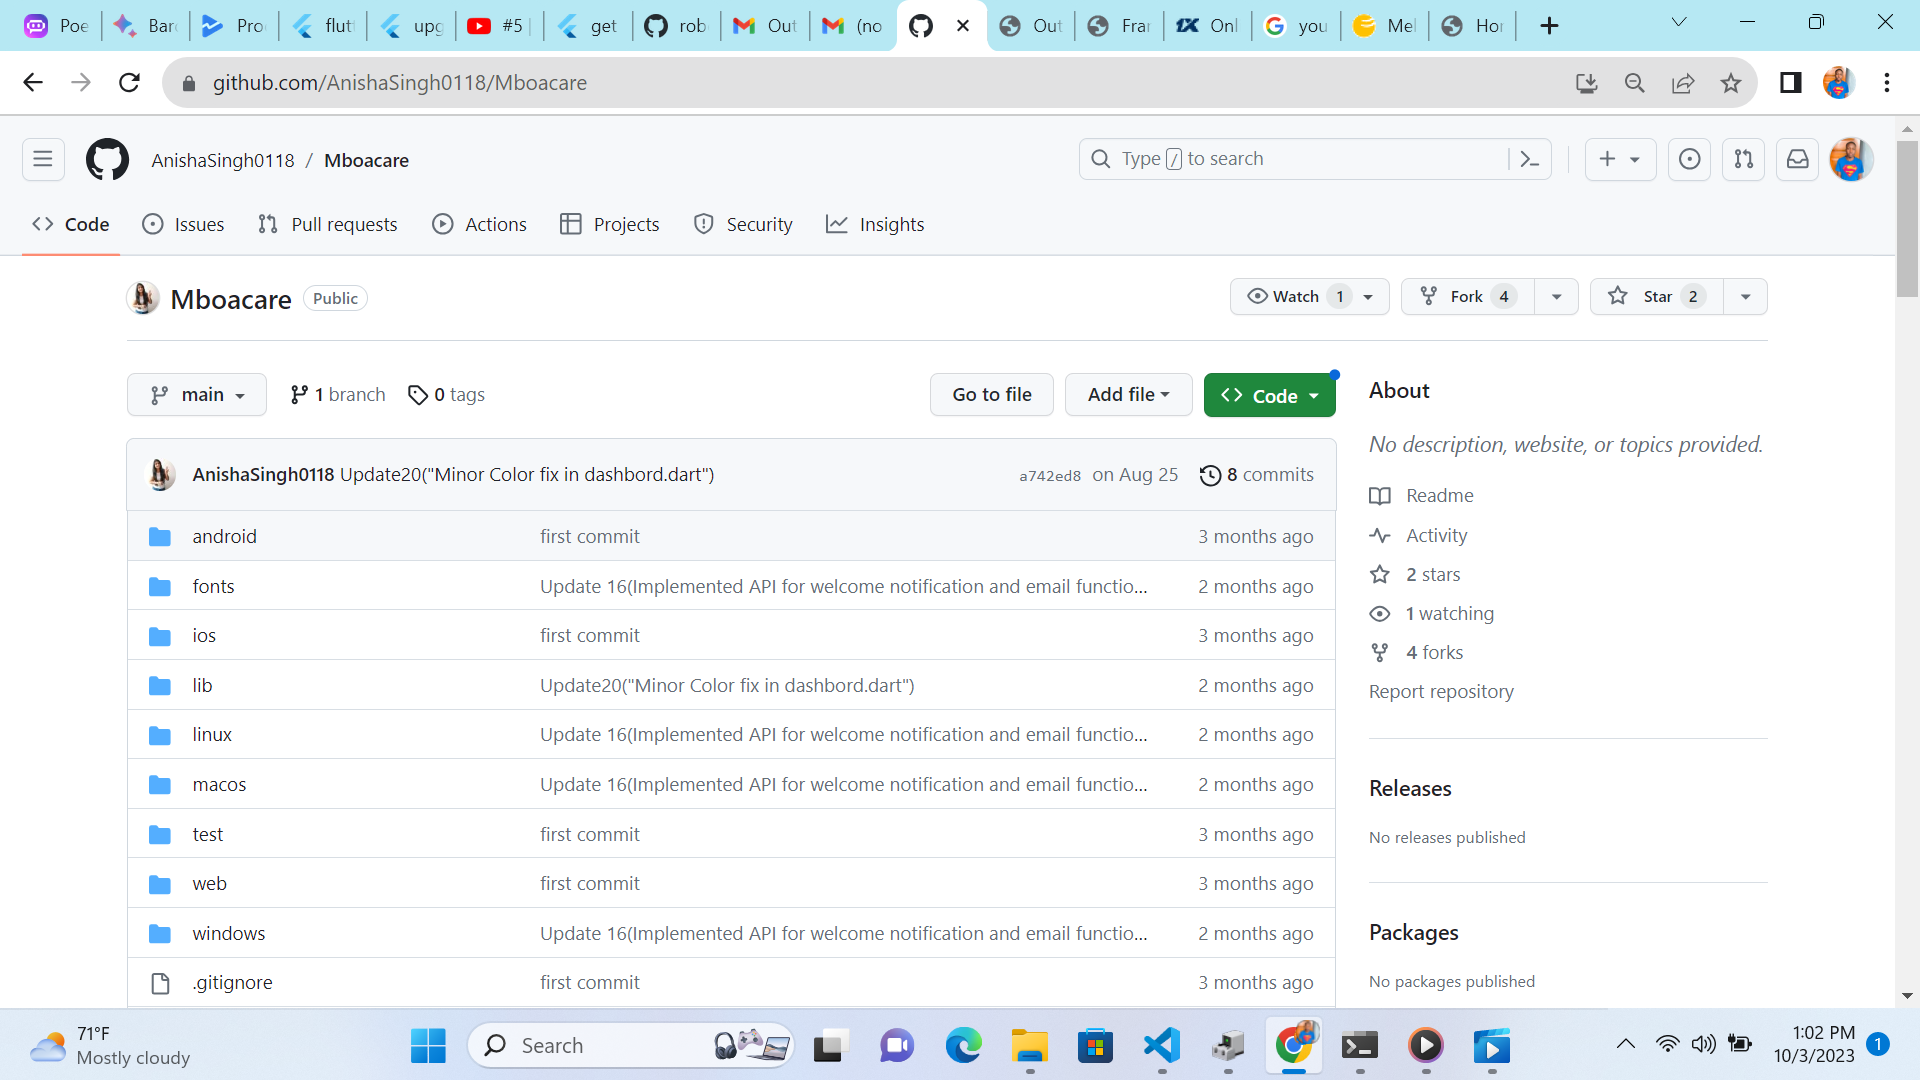 Poe
Bar
Pro
flutt
upg
#5 |
get
rob
Out
(no
Out
Fran
Onl
you
Mel
Hor
github.com/AnishaSingh0118/Mboacare
AnishaSingh0118 / Mboacare
Type / to search
Code
Issues
Pull requests
Actions
Projects
Security
Insights
Mboacare Public
Watch 1
Fork 4
Star 2
main
1 branch
0 tags
Go to file
Add file
Code
AnishaSingh0118 Update20("Minor Color fix in dashbord.dart")
a742ed8 on Aug 25
8 commits
android first commit 3 months ago
fonts Update 16(Implemented API for welcome notification and email functio... 2 months ago
ios first commit 3 months ago
lib Update20("Minor Color fix in dashbord.dart") 2 months ago
linux Update 16(Implemented API for welcome notification and email functio... 2 months ago
macos Update 16(Implemented API for welcome notification and email functio... 2 months ago
test first commit 3 months ago
web first commit 3 months ago
windows Update 16(Implemented API for welcome notification and email functio... 2 months ago
.gitignore first commit 3 months ago
About
No description, website, or topics provided.
Readme
Activity
2 stars
1 watching
4 forks
Report repository
Releases
No releases published
Packages
No packages published
71°F
Mostly cloudy
Search
1:02 PM
10/3/2023
1